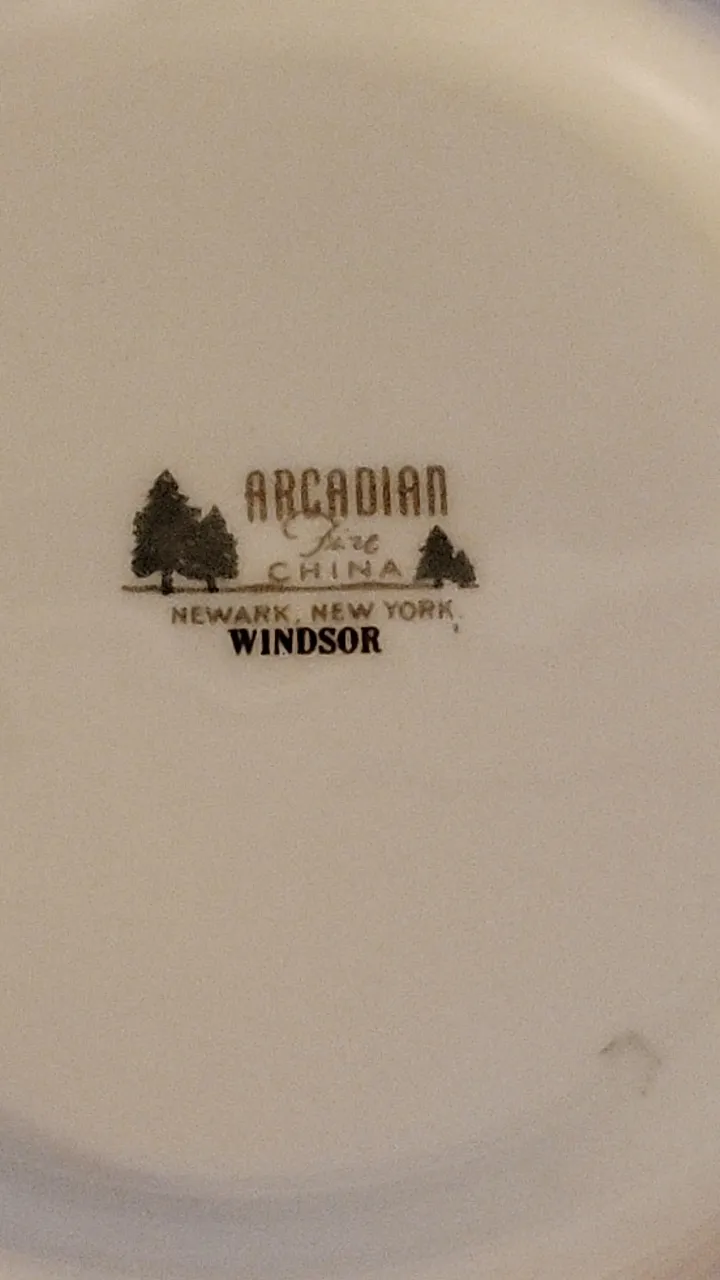 ARCADIAN
Fine
CHINA
NEWARK, NEW YORK.
WINDSOR